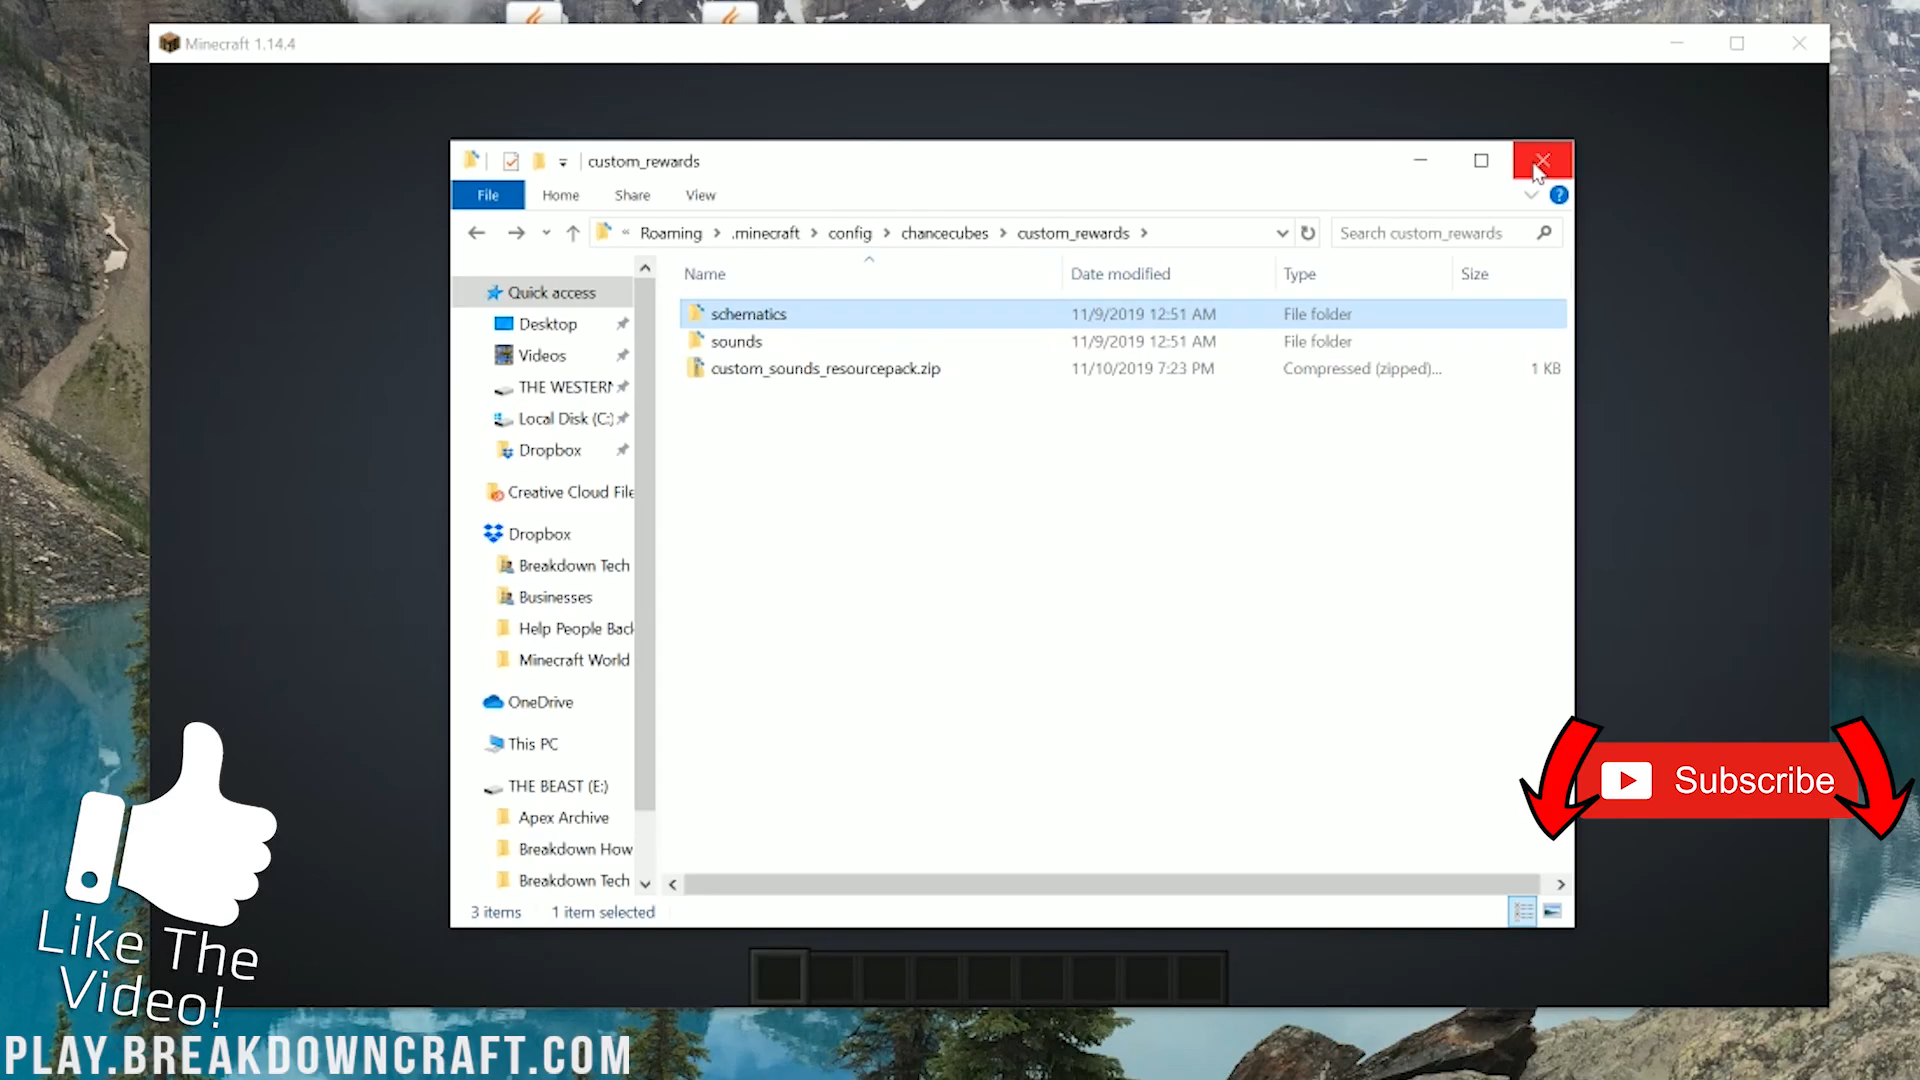 Minecraft 1.14.4
custom_rewards
File Home Share View
« Roaming > .minecraft > config > chancecubes > custom_rewards >
Search custom_rewards
Name Date modified Type Size
schematics 11/9/2019 12:51 AM File folder
sounds 11/9/2019 12:51 AM File folder
custom_sounds_resourcepack.zip 11/10/2019 7:23 PM Compressed (zipped)... 1 KB
Quick access
Desktop
Videos
THE WESTERN
Local Disk (C:)
Dropbox
Creative Cloud File
Dropbox
Breakdown Tech
Businesses
Help People Back
Minecraft World
OneDrive
This PC
THE BEAST (E:)
Apex Archive
Breakdown How
Breakdown Tech
3 items 1 item selected
Subscribe
Like The
Video!
PLAY.BREAKDOWNCRAFT.COM